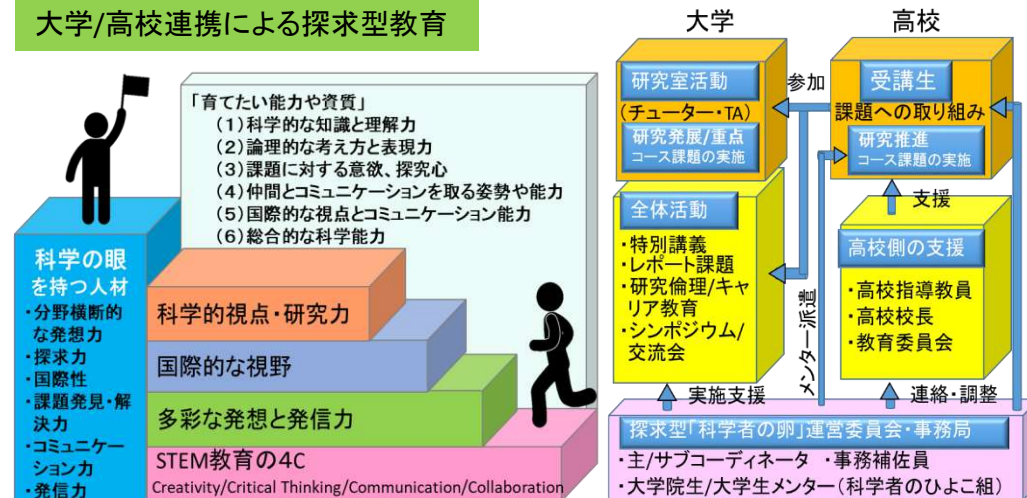 大学/高校連携による探求型教育
「育てたい能力や資質」
(1)科学的な知識と理解力
(2)論理的な考え方と表現力
(3)課題に対する意欲、探究心
(4)仲間とコミュニケーションを取る姿勢や能力
(5)国際的な視点とコミュニケーション能力
(6)総合的な科学能力
科学の眼
を持つ人材
・分野横断的
な発想力
・探求力
・国際性
・課題発見・解
決力
・コミュニケー
ション力
・発信力
科学的視点・研究力
国際的な視野
多彩な発想と発信力
STEM教育の4C
Creativity/Critical Thinking/Communication/Collaboration
大学
研究室活動
(チューター・TA)
研究発展/重点
コース課題の実施
全体活動
・特別講義
・レポート課題
・研究倫理/キャ
リア教育
・シンポジウム/
交流会
実施支援
参加
メンター派遣
高校
受講生
課題への取り組み
研究推進
コース課題の実施
支援
高校側の支援
・高校指導教員
・高校校長
・教育委員会
連絡・調整
探求型「科学者の卵」運営委員会・事務局
・主/サブコーディネータ ・事務補佐員
・大学院生/大学生メンター(科学者のひよこ組)